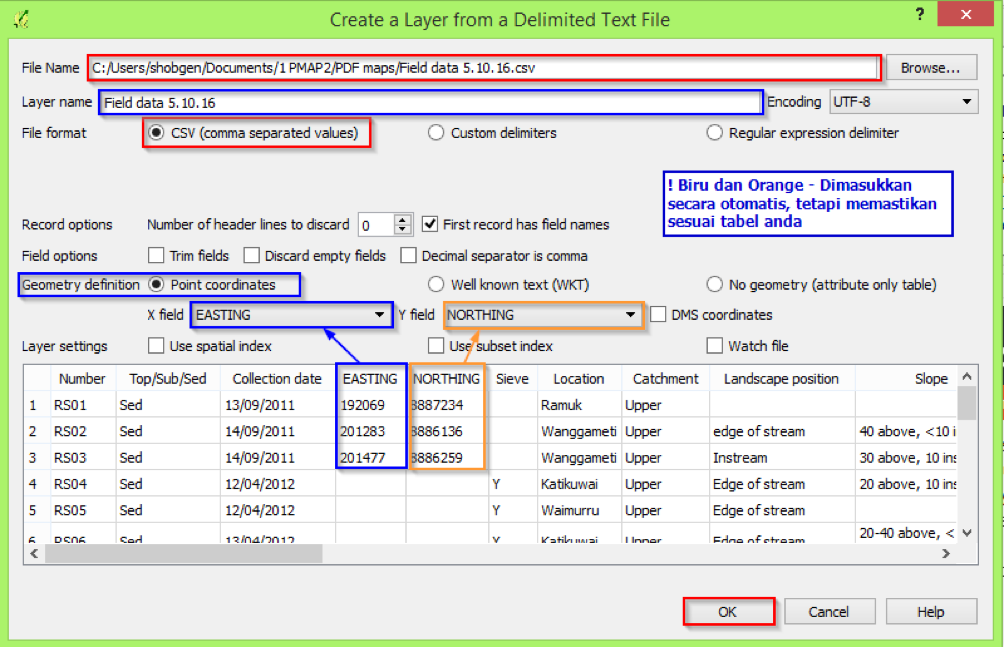 Create a Layer from a Delimited Text File
? ×
File Name C:/Users/shobgen/Documents/1 PMAP2/PDF maps/Field data 5.10.16.csv Browse...
Layer name Field data 5.10.16 Encoding UTF-8
File format CSV (comma separated values) Custom delimiters Regular expression delimiter
! Biru dan Orange - Dimasukkan
secara otomatis, tetapi memastikan
sesuai tabel anda
Record options Number of header lines to discard 0 First record has field names
Field options Trim fields Discard empty fields Decimal separator is comma
Geometry definition Point coordinates Well known text (WKT) No geometry (attribute only table)
X field EASTING Y field NORTHING DMS coordinates
Layer settings Use spatial index Use subset index Watch file
Number Top/Sub/Sed Collection date EASTING NORTHING Sieve Location Catchment Landscape position Slope
1 RS01 Sed 13/09/2011 192069 8887234 Ramuk Upper
2 RS02 Sed 14/09/2011 201283 8886136 Wanggameti Upper edge of stream 40 above, <10 i
3 RS03 Sed 14/09/2011 201477 8886259 Wanggameti Upper Instream 30 above, 10 ins
4 RS04 Sed 12/04/2012 Y Katikuwai Upper Edge of stream 20 above, 10 ins
5 RS05 Sed 12/04/2012 Y Waimurru Upper Edge of stream
6 RS06 Sed 13/04/2012 Y Katikuwai Upper Edge of stream 20-40 above, <
OK Cancel Help